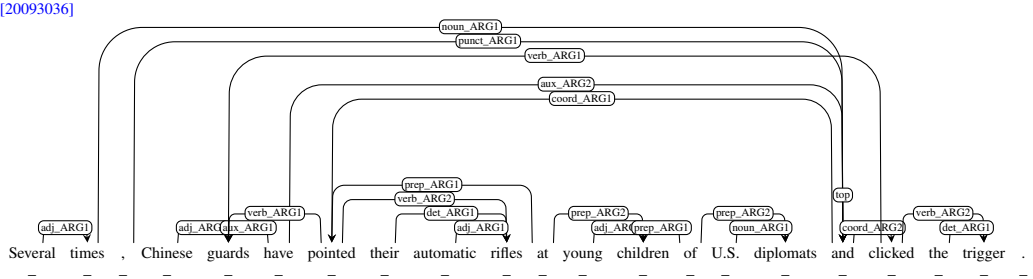 [20093036]
noun_ARG1
punct_ARG1
verb_ARG1
aux_ARG2
coord_ARG1
prep_ARG1
verb_ARG2
top
verb_ARG1 det_ARG1 prep_ARG2 prep_ARG2 verb_ARG2
adj_ARG1 aux_ARG1 adj_ARG1 prep_ARG1 noun_ARG1 coord_ARG2 det_ARG1
Several times , Chinese guards have pointed their automatic rifles at young children of U.S. diplomats and clicked the trigger .